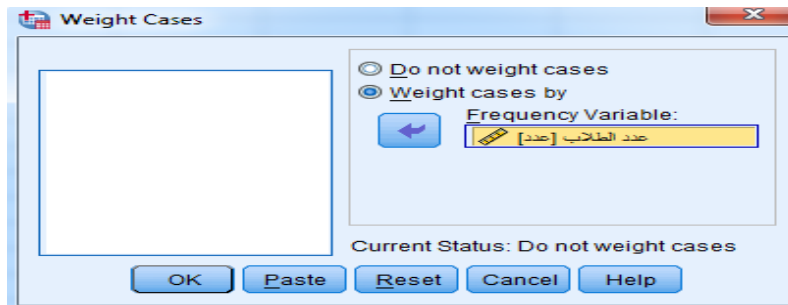 Weight Cases
Do not weight cases
Weight cases by
Frequency Variable:
عدد الطلاب [عدد]
Current Status: Do not weight cases
OK Paste Reset Cancel Help